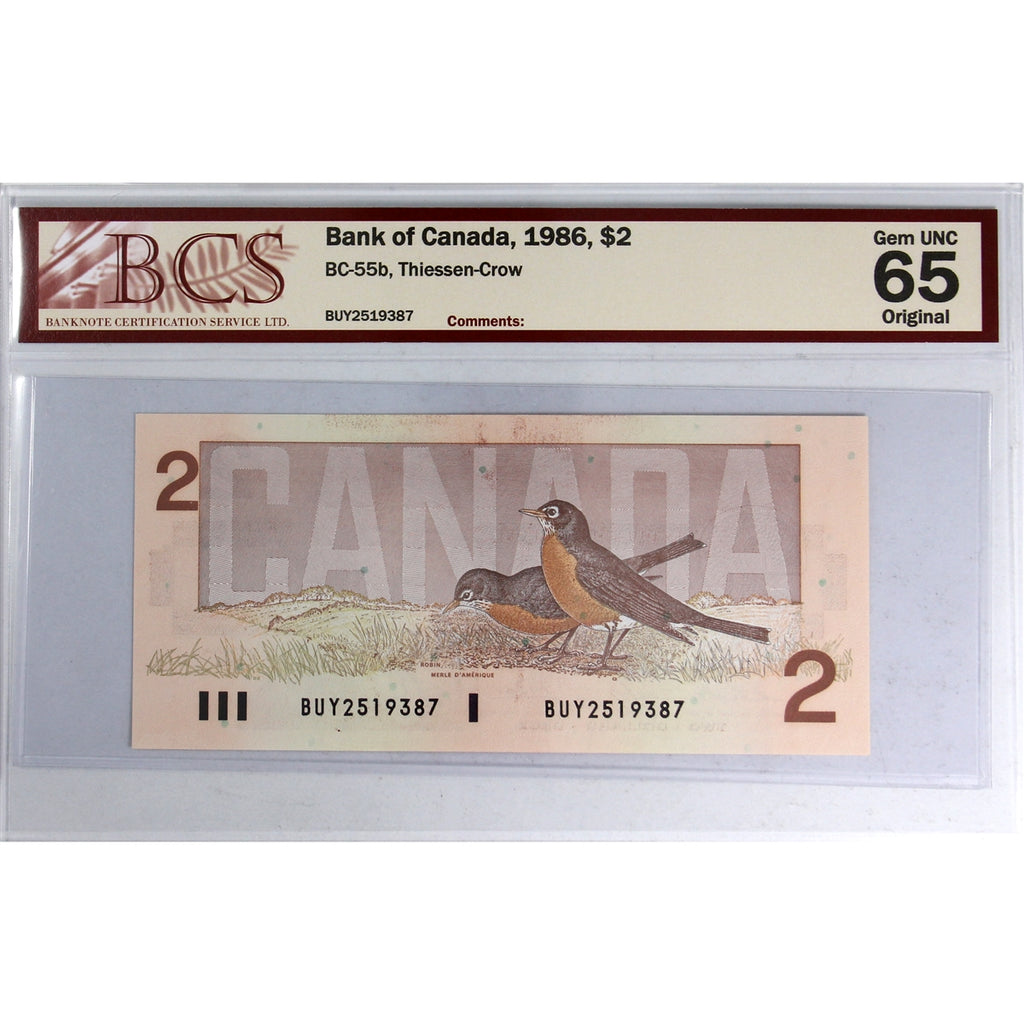 BCS
BANKNOTE CERTIFICATION SERVICE LTD.
Bank of Canada, 1986, $2
BC-55b, Thiessen-Crow
BUY2519387
Comments:
Gem UNC
65
Original
2
CANADA
ROBIN
MERLE D'AMÉRIQUE
BUY2519387
BUY2519387
2